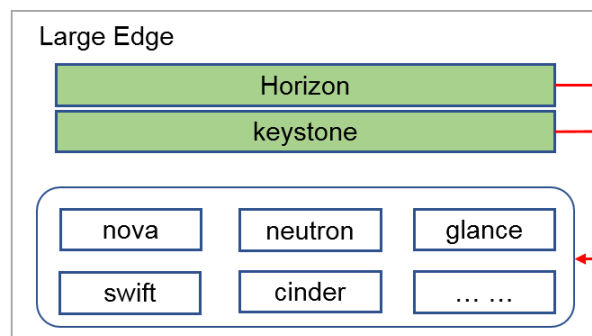 Large Edge
Horizon
keystone
nova neutron glance
swift cinder … …